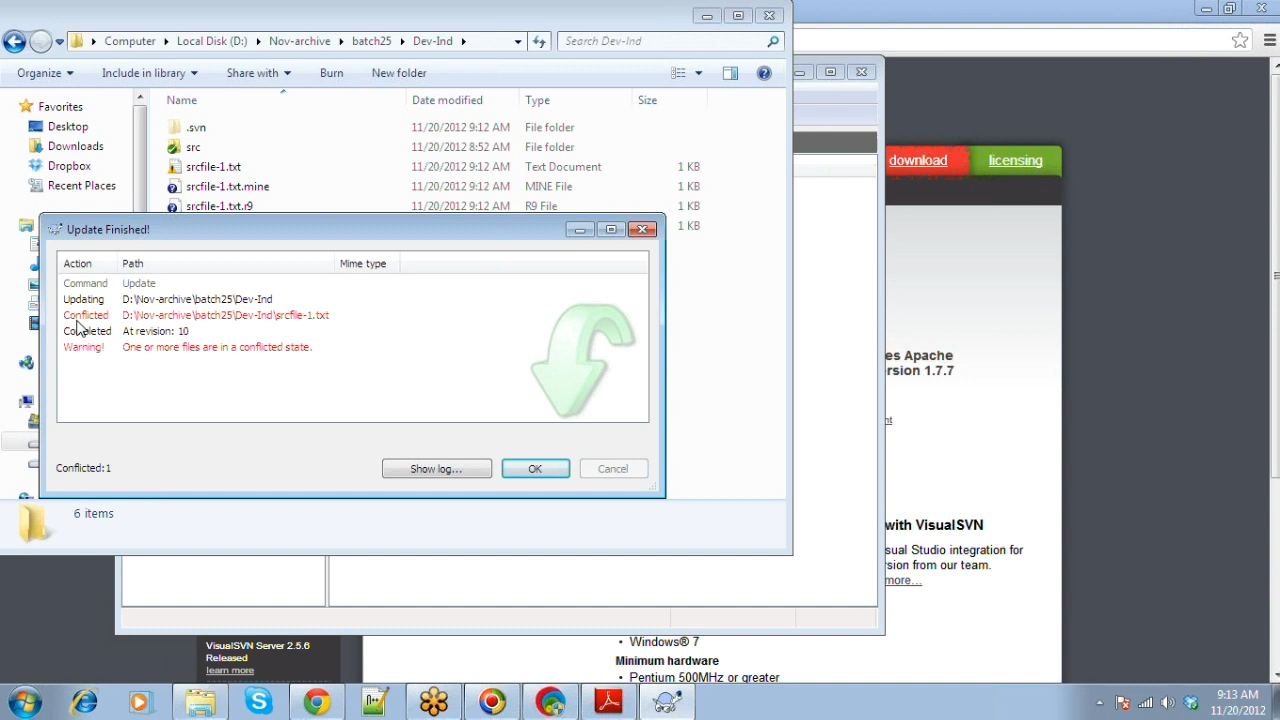 Computer Local Disk (D:) Nov-archive batch25 Dev-Ind
Search Dev-Ind
Organize Include in library Share with Burn New folder
Favorites
Desktop
Downloads
Dropbox
Recent Places
Name Date modified Type Size
.svn 11/20/2012 9:12 AM File folder
src 11/20/2012 8:52 AM File folder
srcfile-1.txt 11/20/2012 9:12 AM Text Document 1 KB
srcfile-1.txt.mine 11/20/2012 9:12 AM MINE File 1 KB
srcfile-1.txt.r9 11/20/2012 9:12 AM R9 File 1 KB
1 KB
Update Finished!
Action Path Mime type
Command Update
Updating D:\Nov-archive\batch25\Dev-Ind
Conflicted D:\Nov-archive\batch25\Dev-Ind\srcfile-1.txt
Completed At revision: 10
Warning! One or more files are in a conflicted state.
Conflicted:1
Show log... OK Cancel
6 items
download licensing
es Apache
ersion 1.7.7
nt
with VisualSVN
sual Studio integration for
rsion from our team.
more...
VisualSVN Server 2.5.6
Released
learn more
• Windows® 7
Minimum hardware
• Pentium 500MHz or greater
9:13 AM
11/20/2012